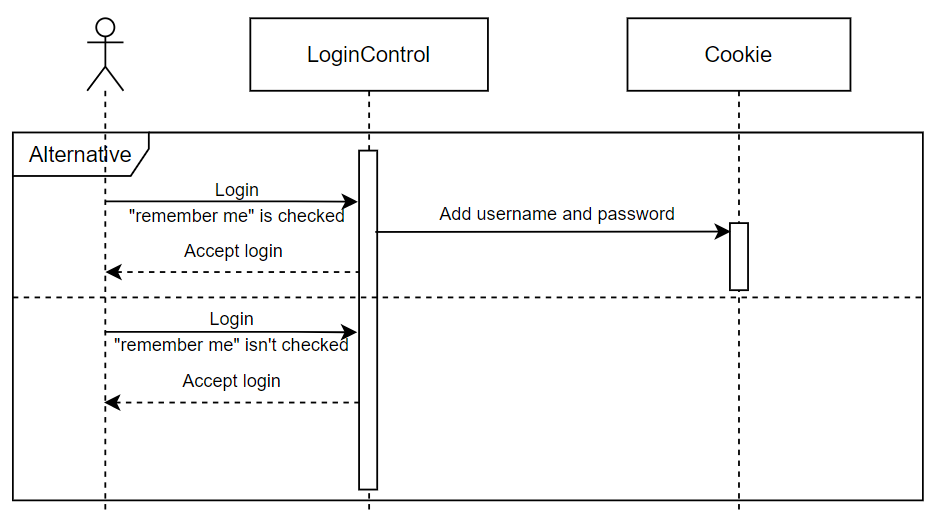 LoginControl
Cookie
Alternative
Login
"remember me" is checked
Add username and password
Accept login
Login
"remember me" isn't checked
Accept login